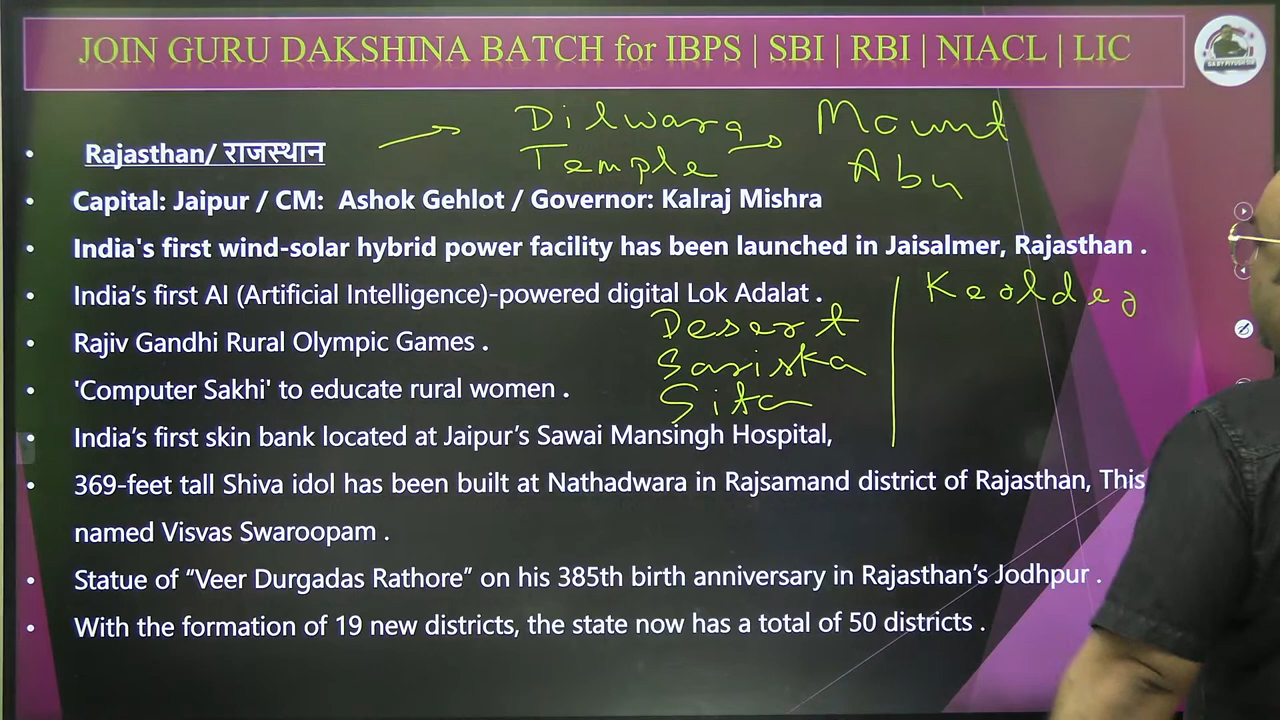 JOIN GURU DAKSHINA BATCH for IBPS | SBI | RBI | NIACL | LIC
Dilwara Mount
Temple Abu
Rajasthan/ राजस्थान
Capital: Jaipur / CM: Ashok Gehlot / Governor: Kalraj Mishra
India's first wind-solar hybrid power facility has been launched in Jaisalmer, Rajasthan .
India's first AI (Artificial Intelligence)-powered digital Lok Adalat .
Keoldeo
Desert
Rajiv Gandhi Rural Olympic Games .
Sariska
'Computer Sakhi' to educate rural women .
Sita
India's first skin bank located at Jaipur's Sawai Mansingh Hospital,
369-feet tall Shiva idol has been built at Nathadwara in Rajsamand district of Rajasthan, This
named Visvas Swaroopam .
Statue of “Veer Durgadas Rathore” on his 385th birth anniversary in Rajasthan's Jodhpur .
With the formation of 19 new districts, the state now has a total of 50 districts .